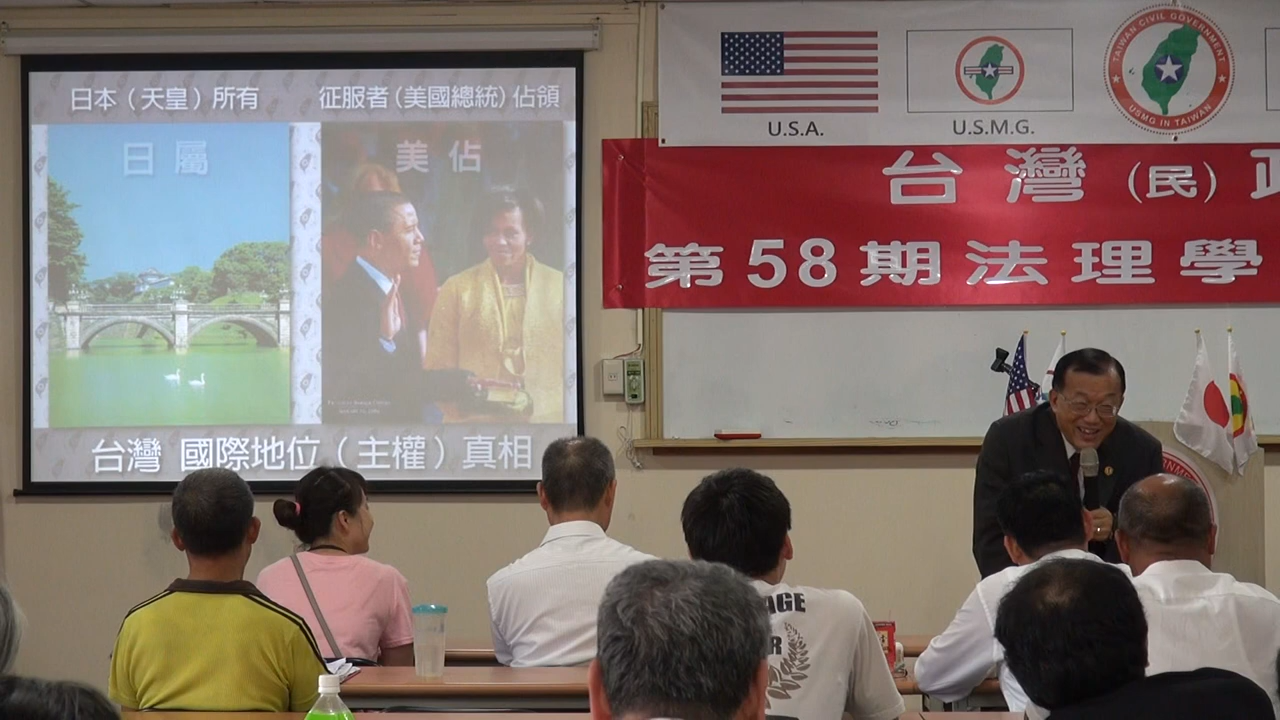 日本（天皇）所有
征服者（美國總統）佔領
日屬
美佔
台灣 國際地位（主權）真相
U.S.A.
U.S.M.G.
TAIWAN CIVIL GOVERNMENT
USMG IN TAIWAN
台灣（民）政
第58期法理學
AGE
R